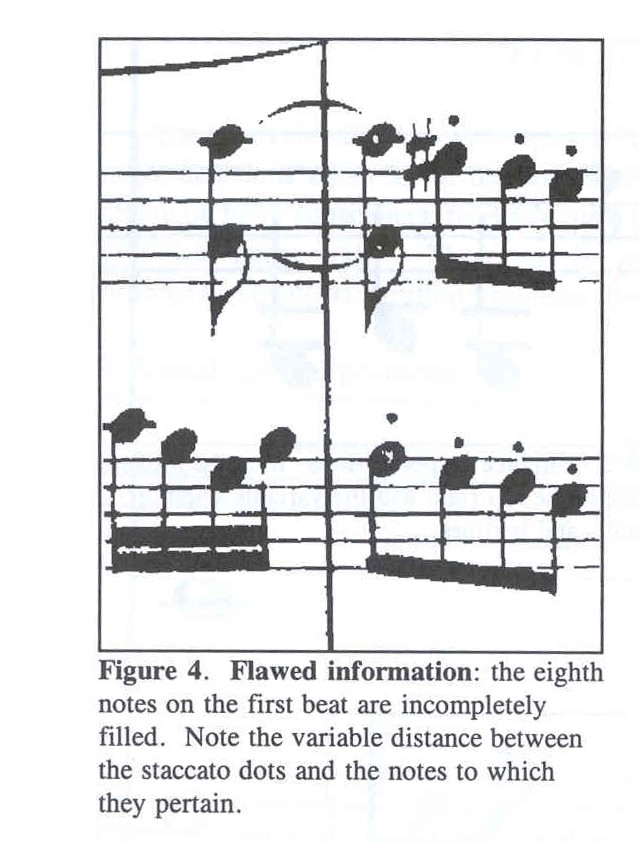 Figure 4. Flawed information: the eighth
notes on the first beat are incompletely
filled. Note the variable distance between
the staccato dots and the notes to which
they pertain.